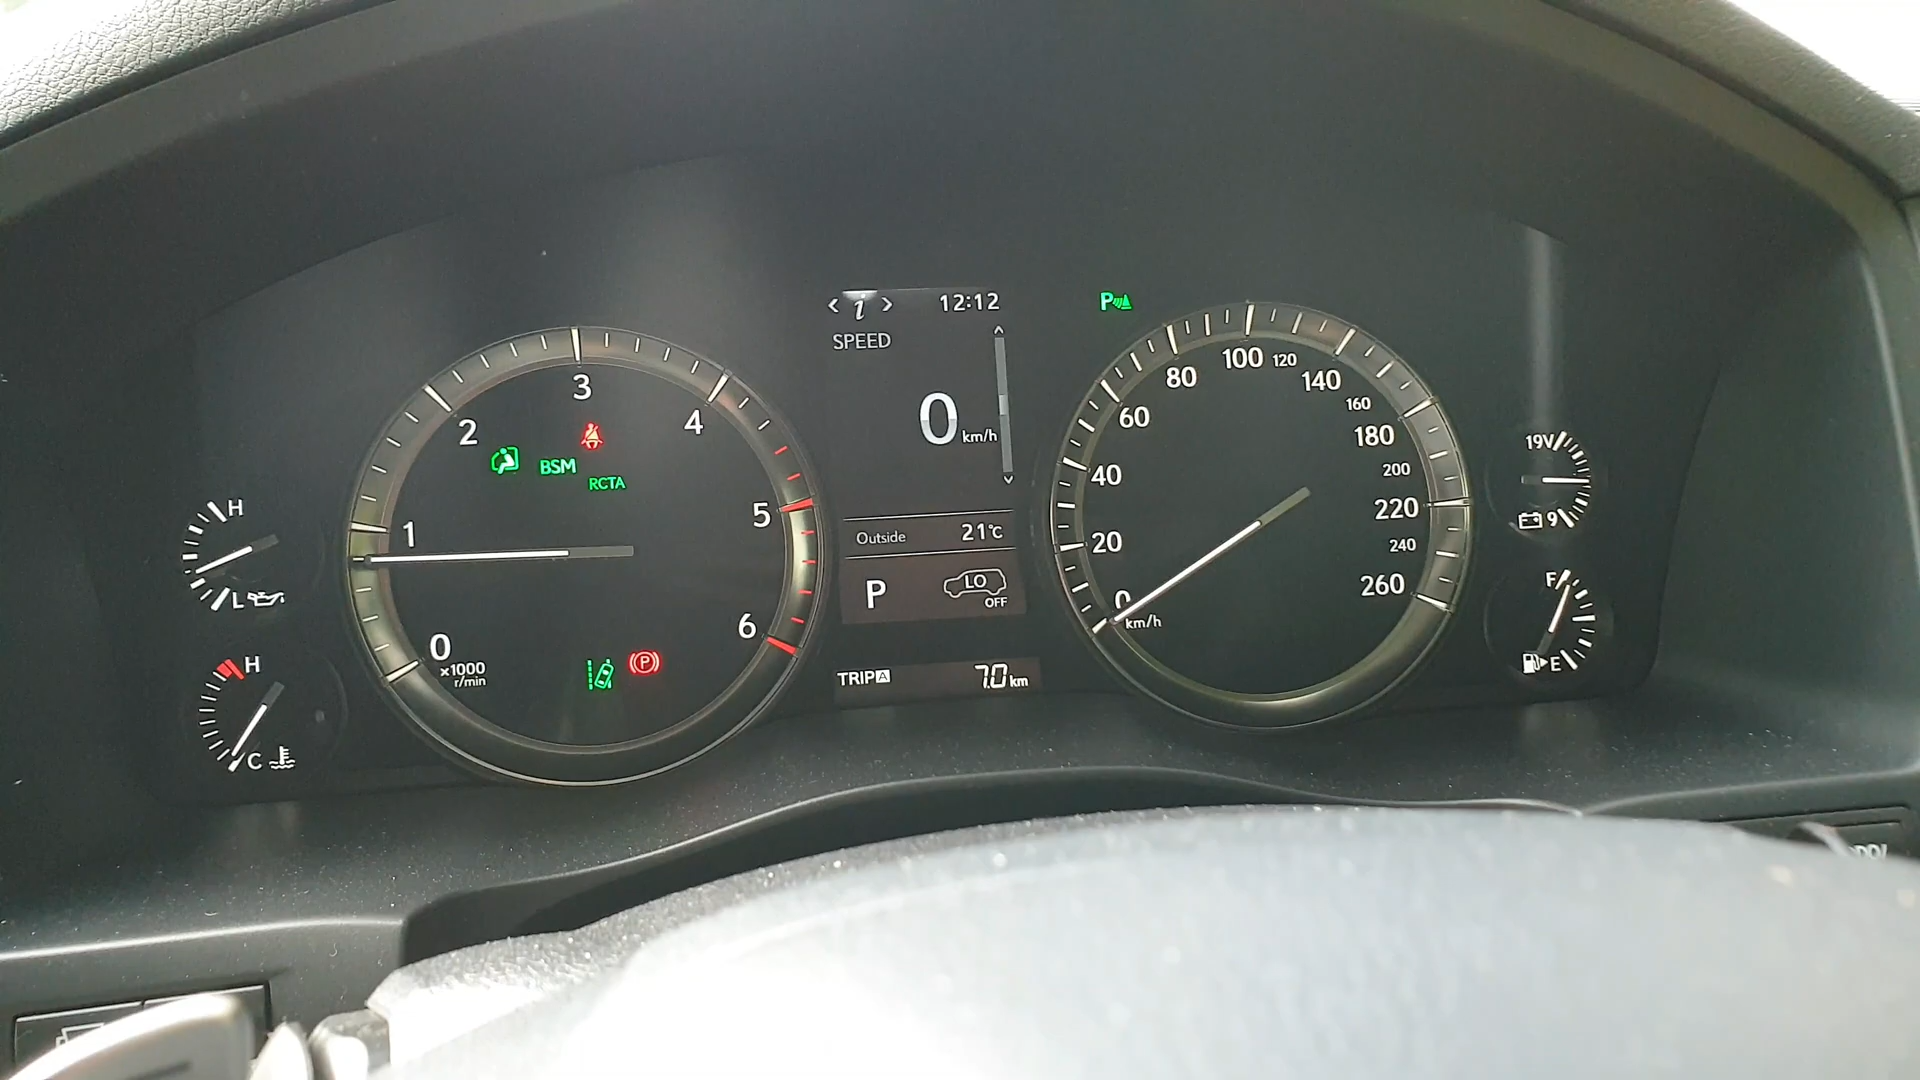 0
1
2
3
4
5
6
x1000
r/min
BSM
RCTA
P
H
L
H
C
< i > 12:12
SPEED
0 km/h
Outside 21°C
P LO
OFF
TRIP A 7.0 km
P
0
20
40
60
80
100
120
140
160
180
200
220
240
260
km/h
19V
9
F
E